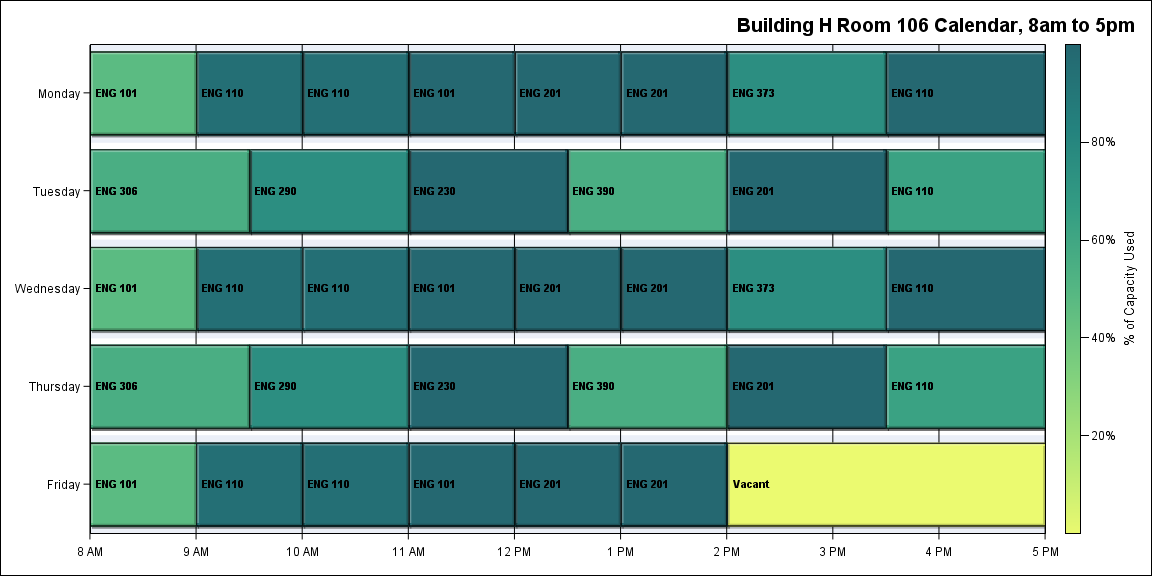 Building H Room 106 Calendar, 8am to 5pm
Monday
ENG 101 ENG 110 ENG 110 ENG 101 ENG 201 ENG 201 ENG 373 ENG 110
80%
Tuesday
ENG 306 ENG 290 ENG 230 ENG 390 ENG 201 ENG 110
60%
Wednesday
ENG 101 ENG 110 ENG 110 ENG 101 ENG 201 ENG 201 ENG 373 ENG 110
% of Capacity Used
40%
Thursday
ENG 306 ENG 290 ENG 230 ENG 390 ENG 201 ENG 110
20%
Friday
ENG 101 ENG 110 ENG 110 ENG 101 ENG 201 ENG 201 Vacant
8 AM 9 AM 10 AM 11 AM 12 PM 1 PM 2 PM 3 PM 4 PM 5 PM